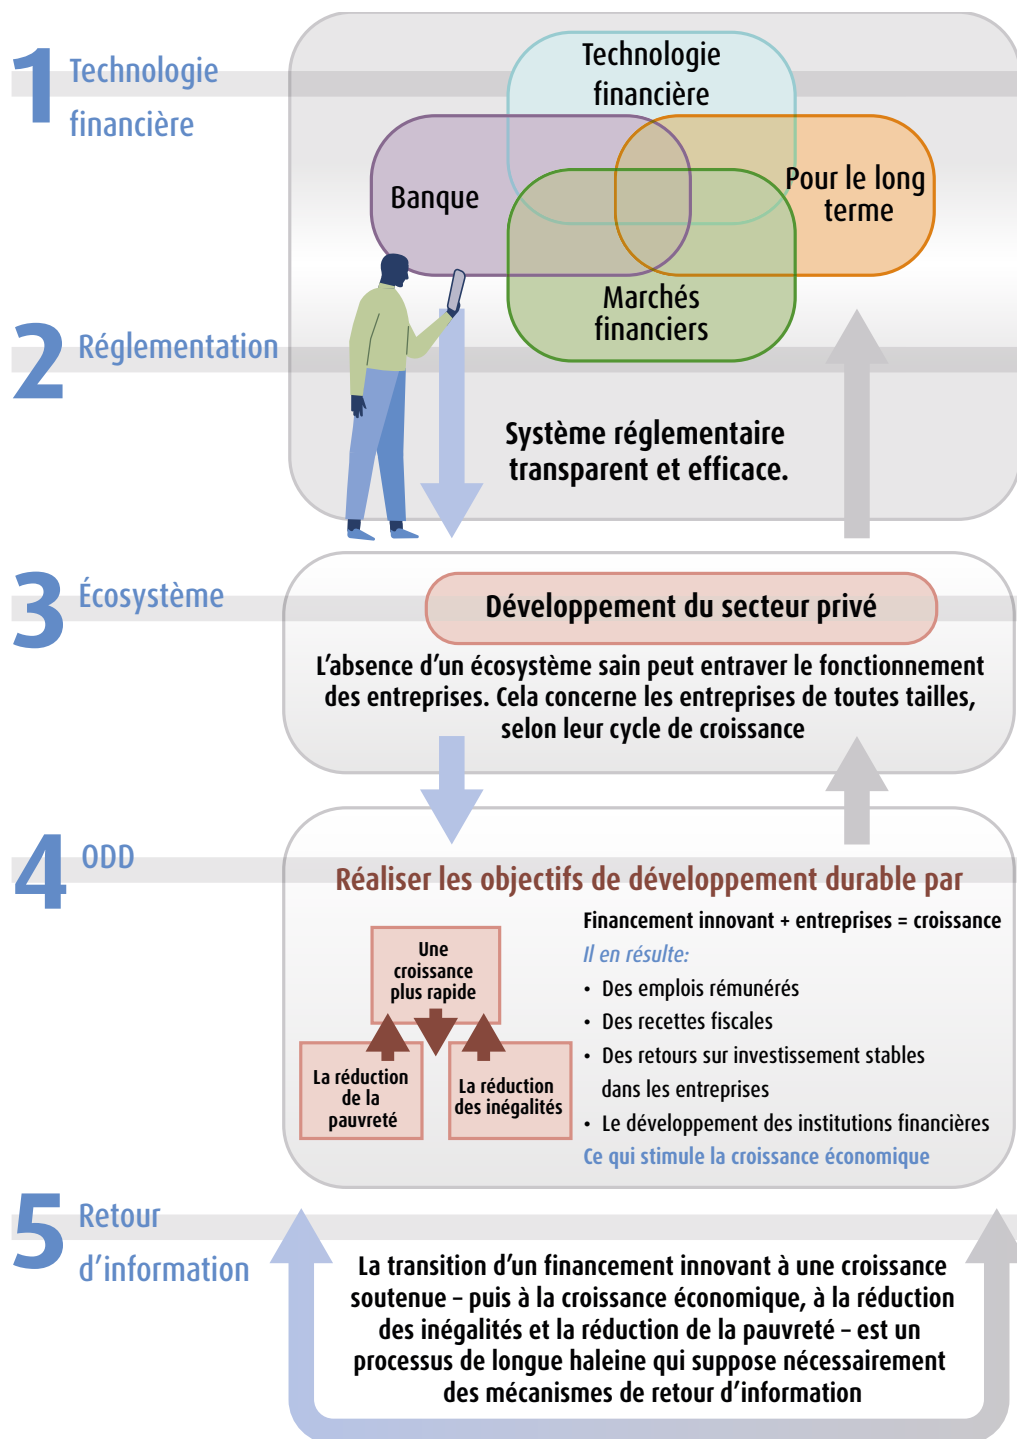 1 Technologie
financière
Technologie
financière
Banque
Pour le long
terme
Marchés
financiers
2 Réglementation
Système réglementaire
transparent et efficace.
3 Écosystème
Développement du secteur privé
L’absence d’un écosystème sain peut entraver le fonctionnement
des entreprises. Cela concerne les entreprises de toutes tailles,
selon leur cycle de croissance
4 ODD
Réaliser les objectifs de développement durable par
Une
croissance
plus rapide
La réduction
de la
pauvreté
La réduction
des inégalités
Financement innovant + entreprises = croissance
Il en résulte:
• Des emplois rémunérés
• Des recettes fiscales
• Des retours sur investissement stables
dans les entreprises
• Le développement des institutions financières
Ce qui stimule la croissance économique
5 Retour
d’information
La transition d’un financement innovant à une croissance
soutenue – puis à la croissance économique, à la réduction
des inégalités et la réduction de la pauvreté – est un
processus de longue haleine qui suppose nécessairement
des mécanismes de retour d’information